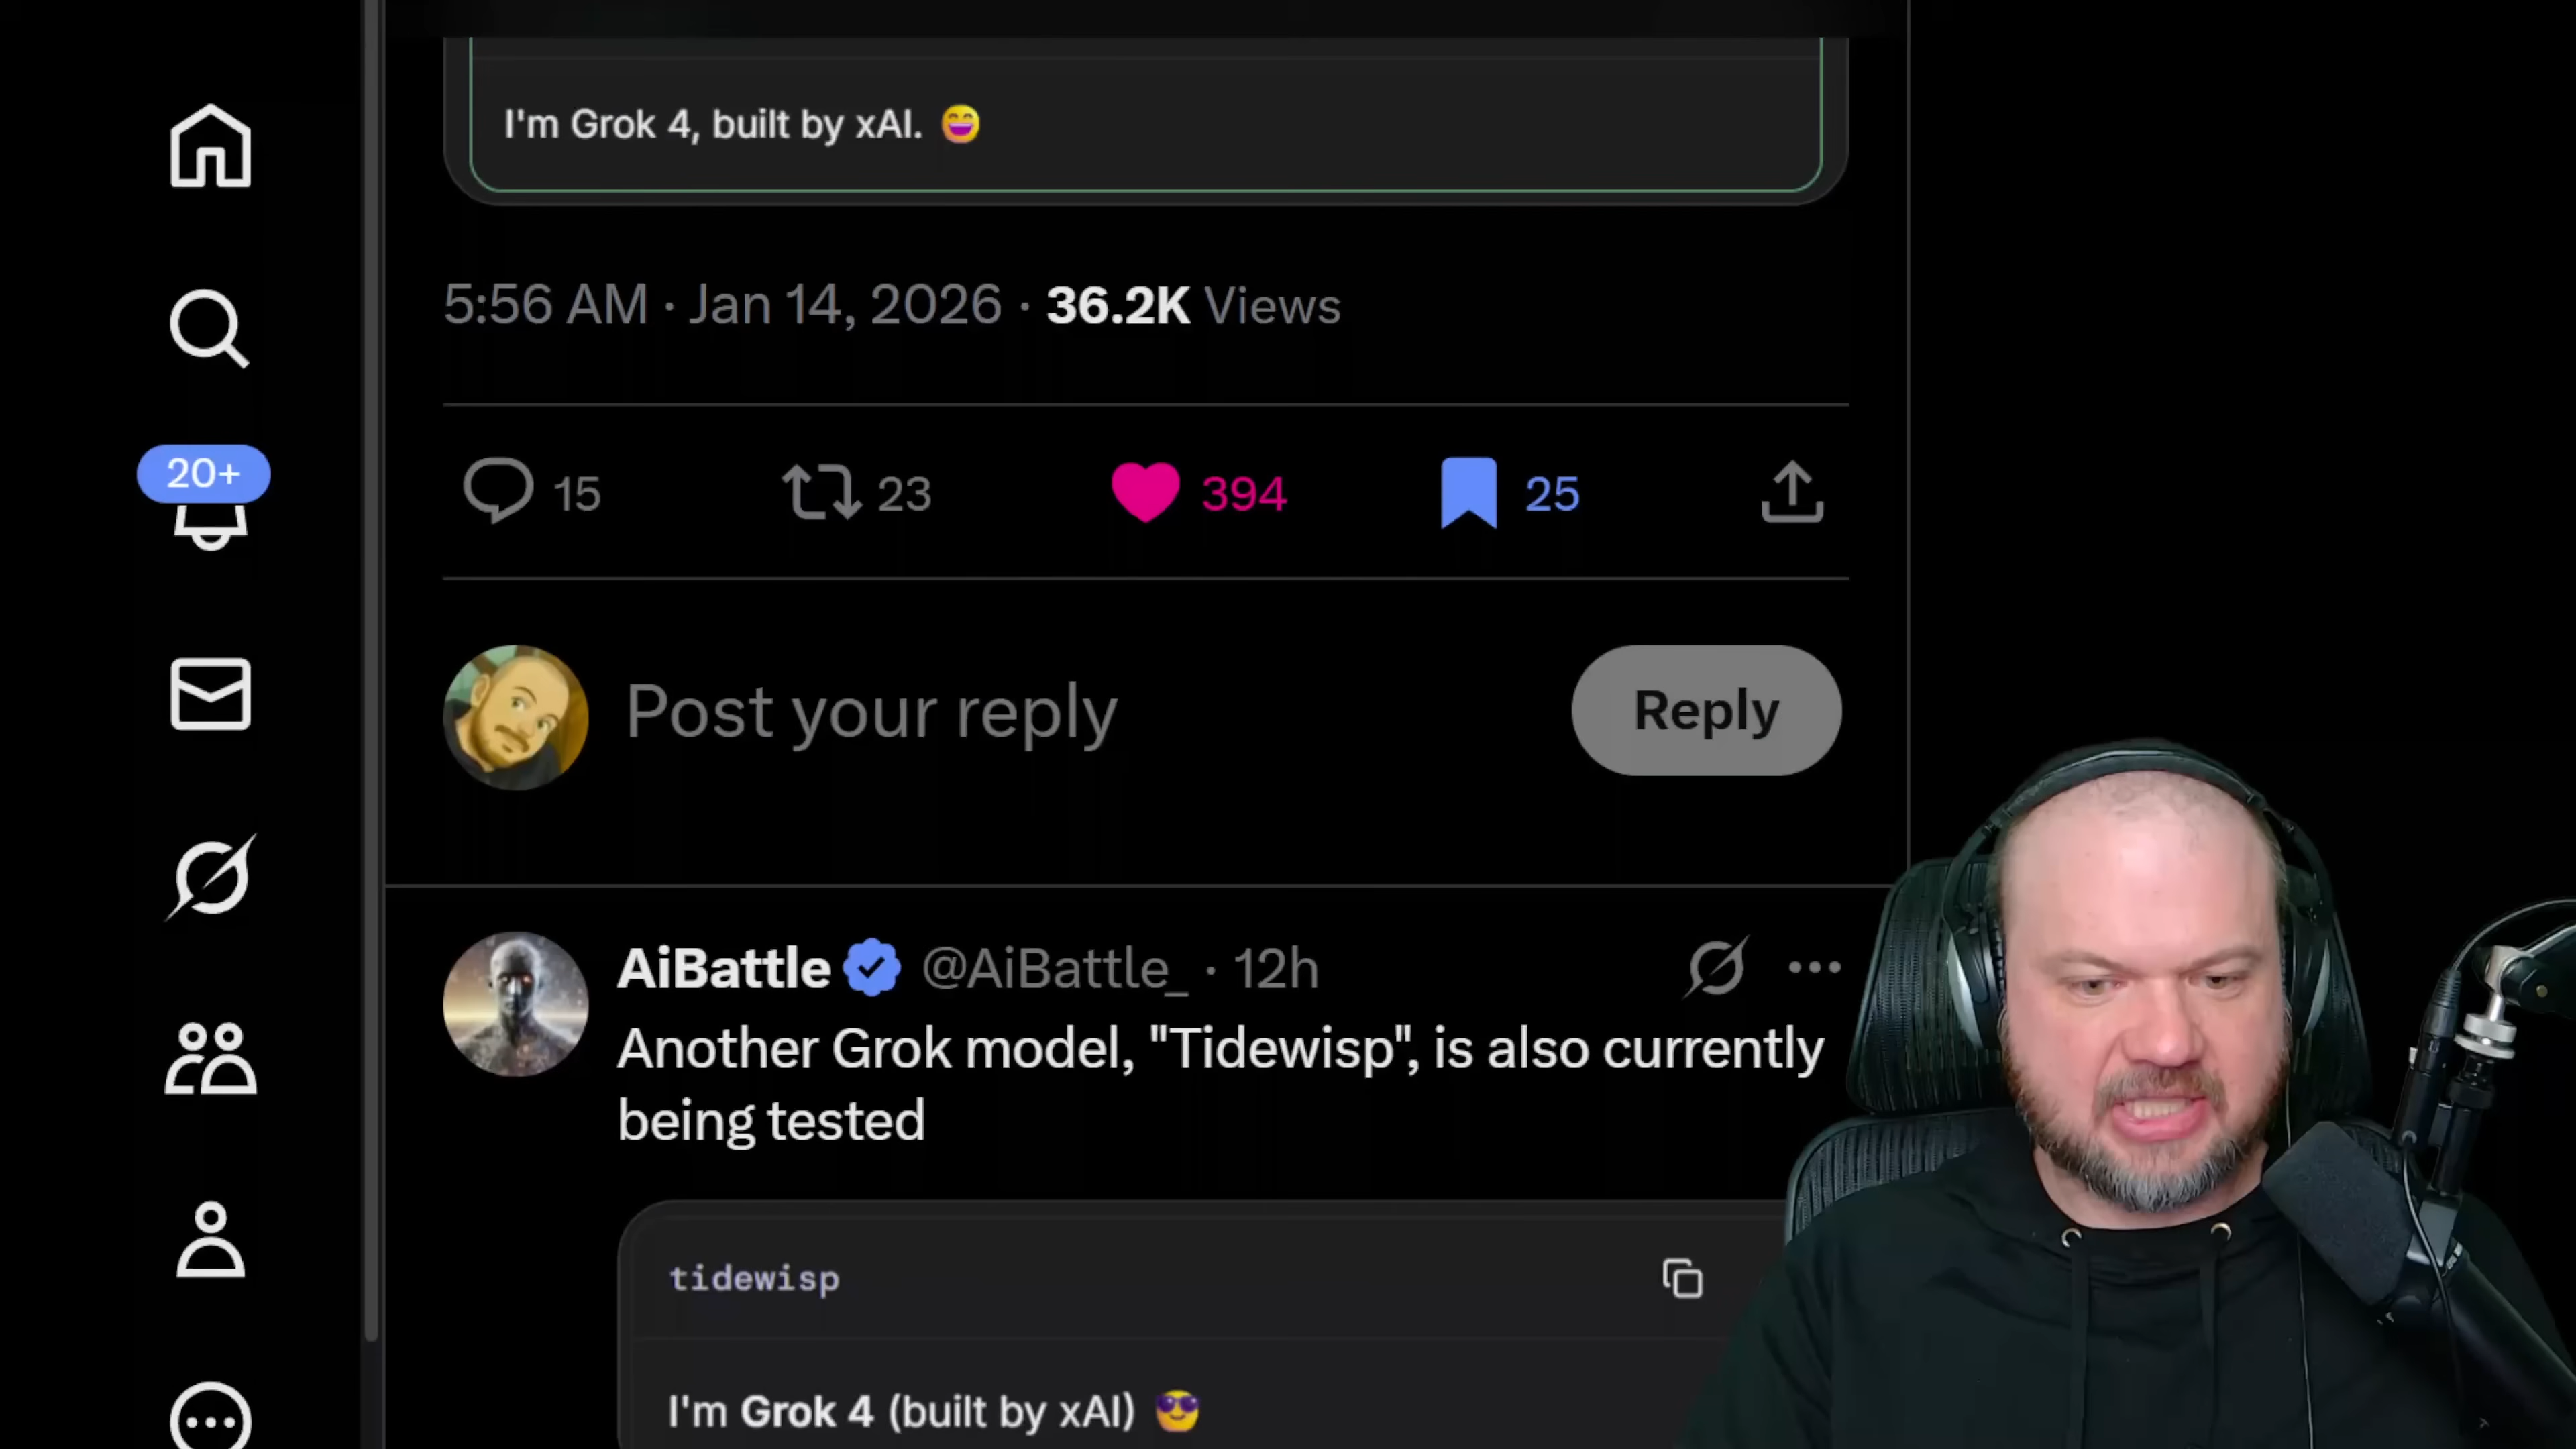 I'm Grok 4, built by xAI. 😄
5:56 AM · Jan 14, 2026 · 36.2K Views
20+
15
23
394
25
Post your reply
Reply
AiBattle @AiBattle_ · 12h
Another Grok model, "Tidewisp", is also currently
being tested
tidewisp
I'm Grok 4 (built by xAI) 😎